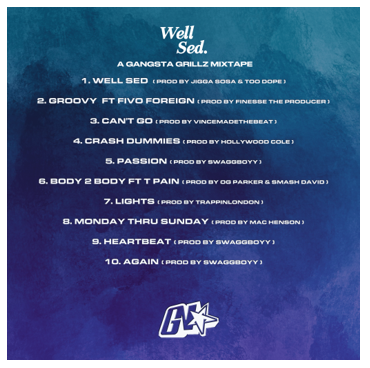 Well
Sed.
A GANGSTA GRILLZ MIXTAPE
1. WELL SED ( PROD BY JIGGA SOSA & TOO DOPE )
2. GROOVY FT FIVO FOREIGN ( PROD BY FINESSE THE PRODUCER )
3. CAN'T GO ( PROD BY VINCEMADETHEBEAT )
4. CRASH DUMMIES ( PROD BY HOLLYWOOD COLE )
5. PASSION ( PROD BY SWAGGBOYY )
6. BODY 2 BODY FT T PAIN ( PROD BY OG PARKER & SMASH DAVID )
7. LIGHTS ( PROD BY TRAPPINLONDON )
8. MONDAY THRU SUNDAY ( PROD BY MAC HENSON )
9. HEARTBEAT ( PROD BY SWAGGBOYY )
10. AGAIN ( PROD BY SWAGGBOYY )